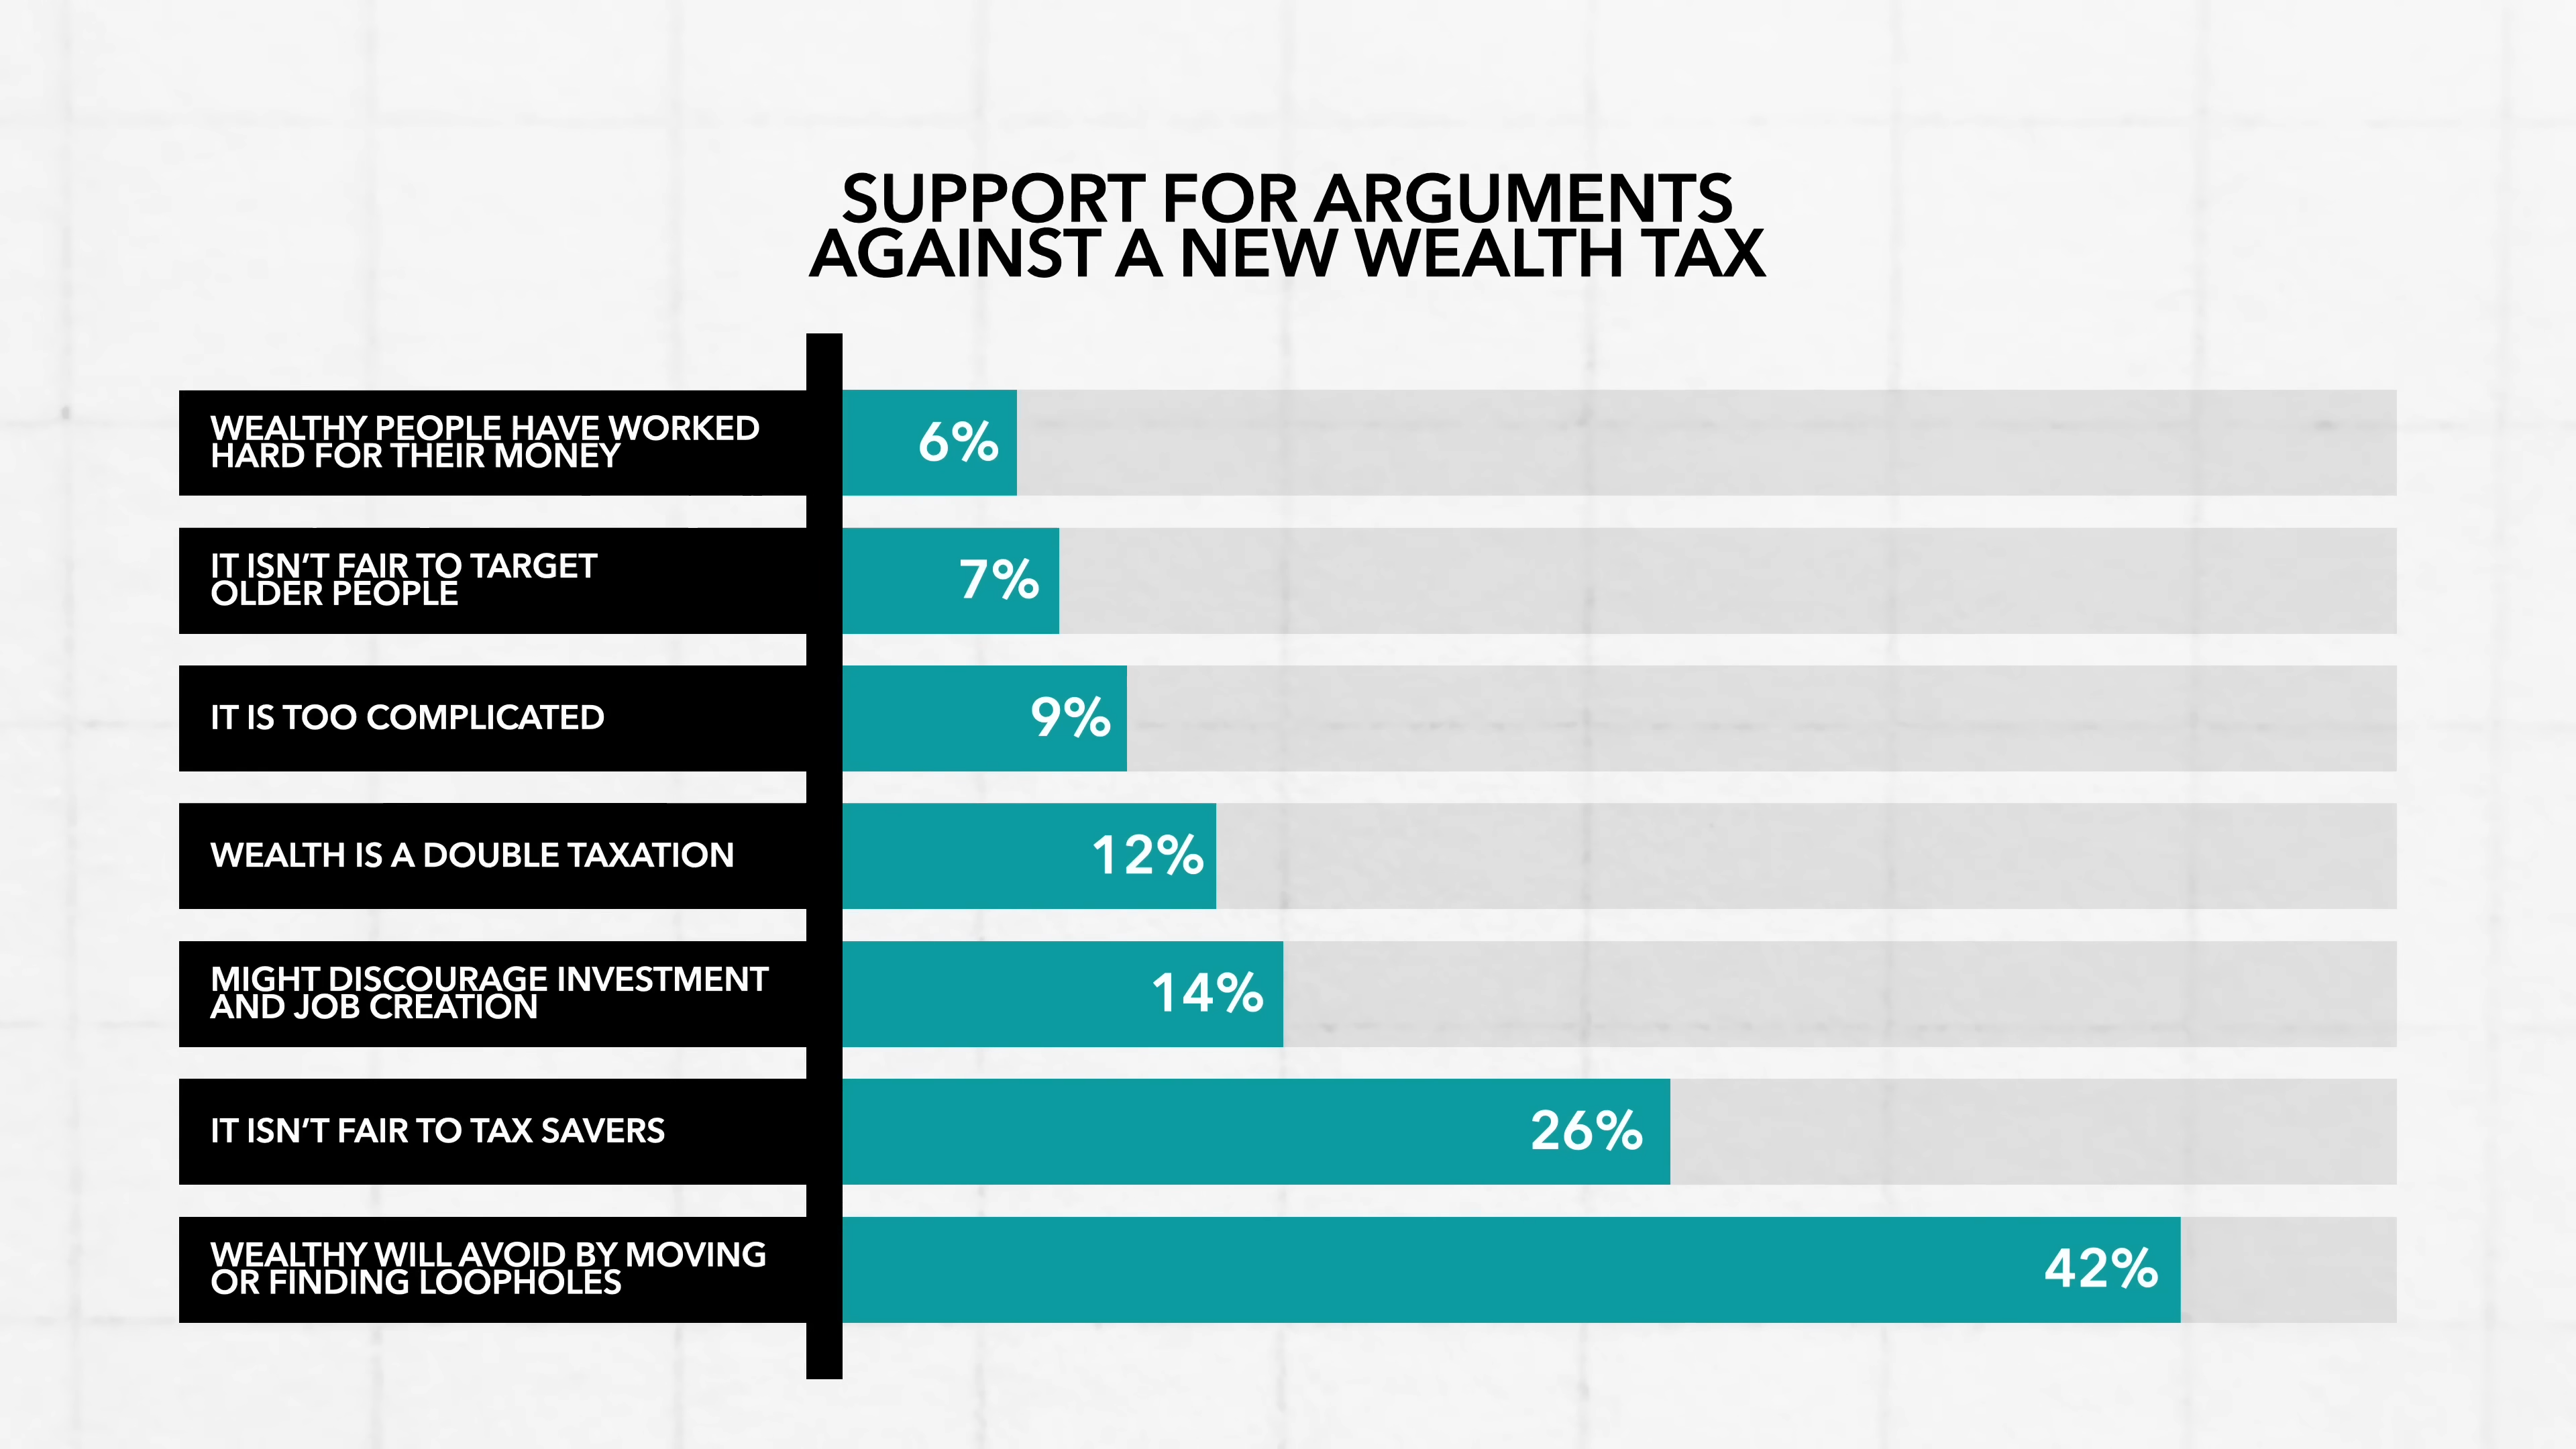 SUPPORT FOR ARGUMENTS
AGAINST A NEW WEALTH TAX
WEALTHY PEOPLE HAVE WORKED
HARD FOR THEIR MONEY
6%
IT ISN’T FAIR TO TARGET
OLDER PEOPLE
7%
IT IS TOO COMPLICATED
9%
WEALTH IS A DOUBLE TAXATION
12%
MIGHT DISCOURAGE INVESTMENT
AND JOB CREATION
14%
IT ISN’T FAIR TO TAX SAVERS
26%
WEALTHY WILL AVOID BY MOVING
OR FINDING LOOPHOLES
42%